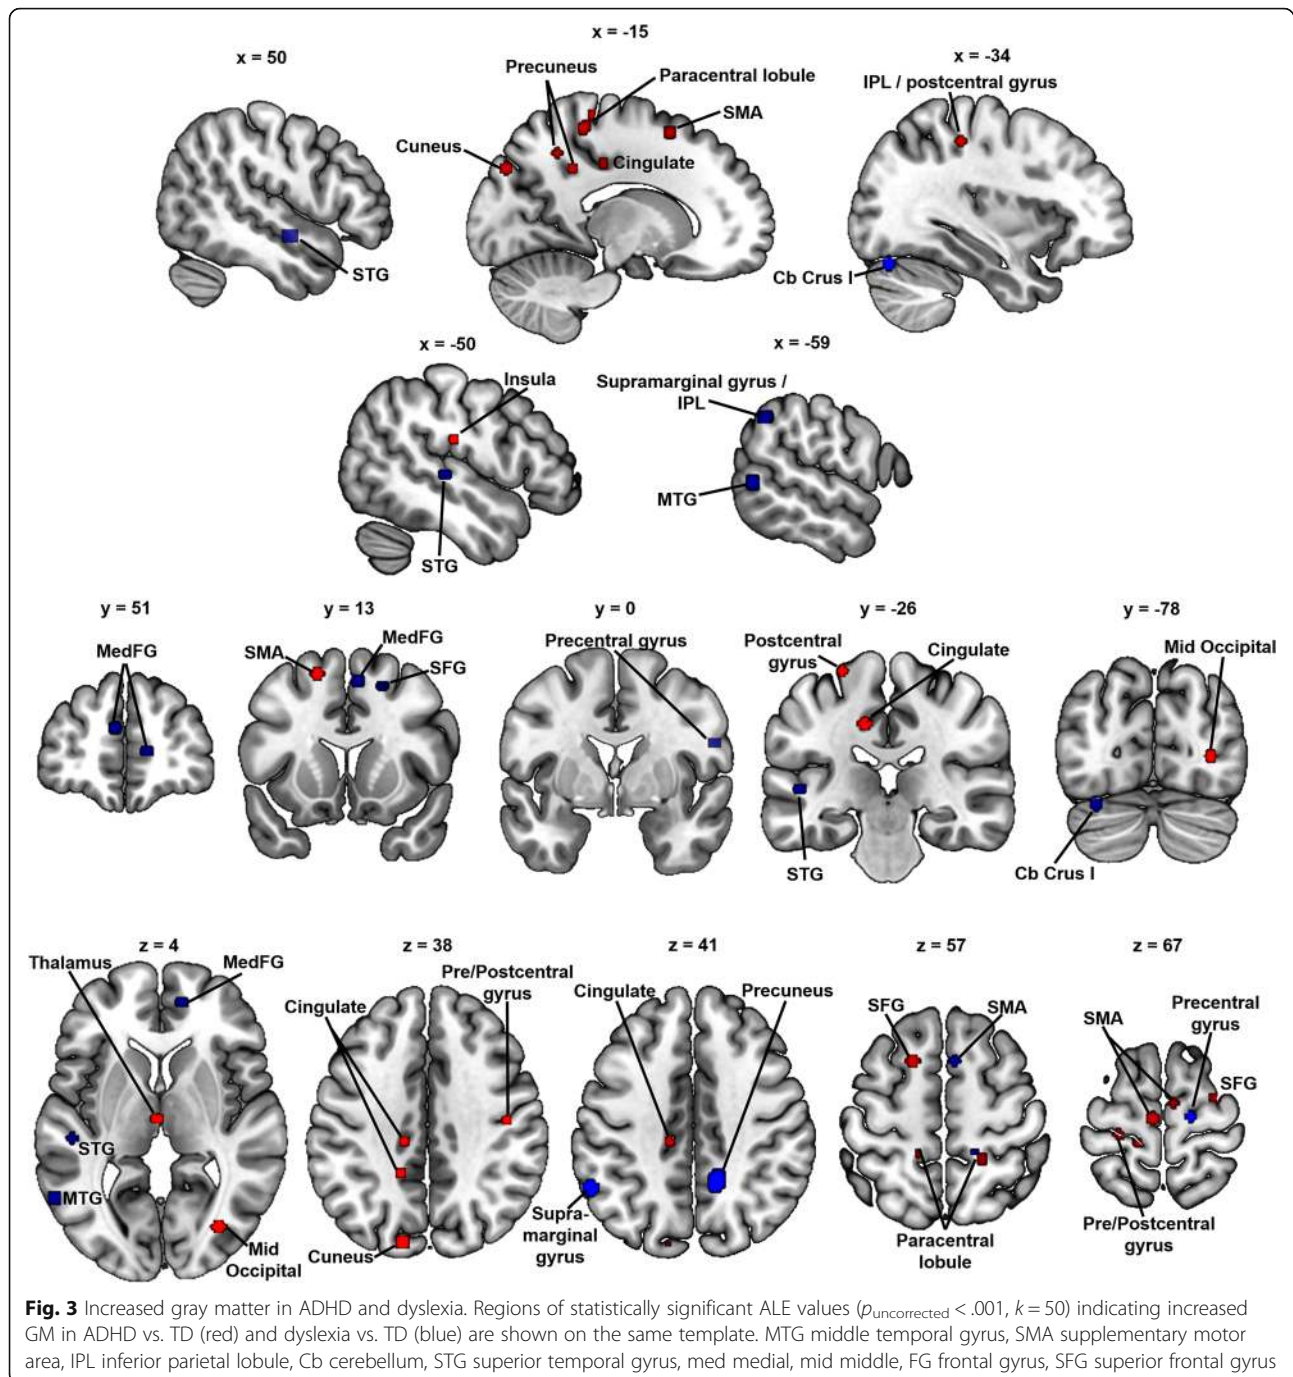 x = 50
x = -15
x = -34
Precuneus
Paracentral lobule
IPL / postcentral gyrus
SMA
Cuneus
Cingulate
STG
Cb Crus I
x = -50
x = -59
Insula
Supramarginal gyrus /
IPL
MTG
STG
y = 51
y = 13
y = 0
y = -26
y = -78
MedFG
SMA
MedFG
SFG
Precentral gyrus
Postcentral
gyrus
Cingulate
Mid Occipital
STG
Cb Crus I
z = 4
z = 38
z = 41
z = 57
z = 67
Thalamus
MedFG
STG
MTG
Mid
Occipital
Cingulate
Pre/Postcentral
gyrus
Cuneus
Cingulate
Precuneus
Supra-
marginal
gyrus
SFG
SMA
Paracentral
lobule
SMA
Precentral
gyrus
SFG
Pre/Postcentral
gyrus
Fig. 3 Increased gray matter in ADHD and dyslexia. Regions of statistically significant ALE values (puncorrected < .001, k = 50) indicating increased
GM in ADHD vs. TD (red) and dyslexia vs. TD (blue) are shown on the same template. MTG middle temporal gyrus, SMA supplementary motor
area, IPL inferior parietal lobule, Cb cerebellum, STG superior temporal gyrus, med medial, mid middle, FG frontal gyrus, SFG superior frontal gyrus